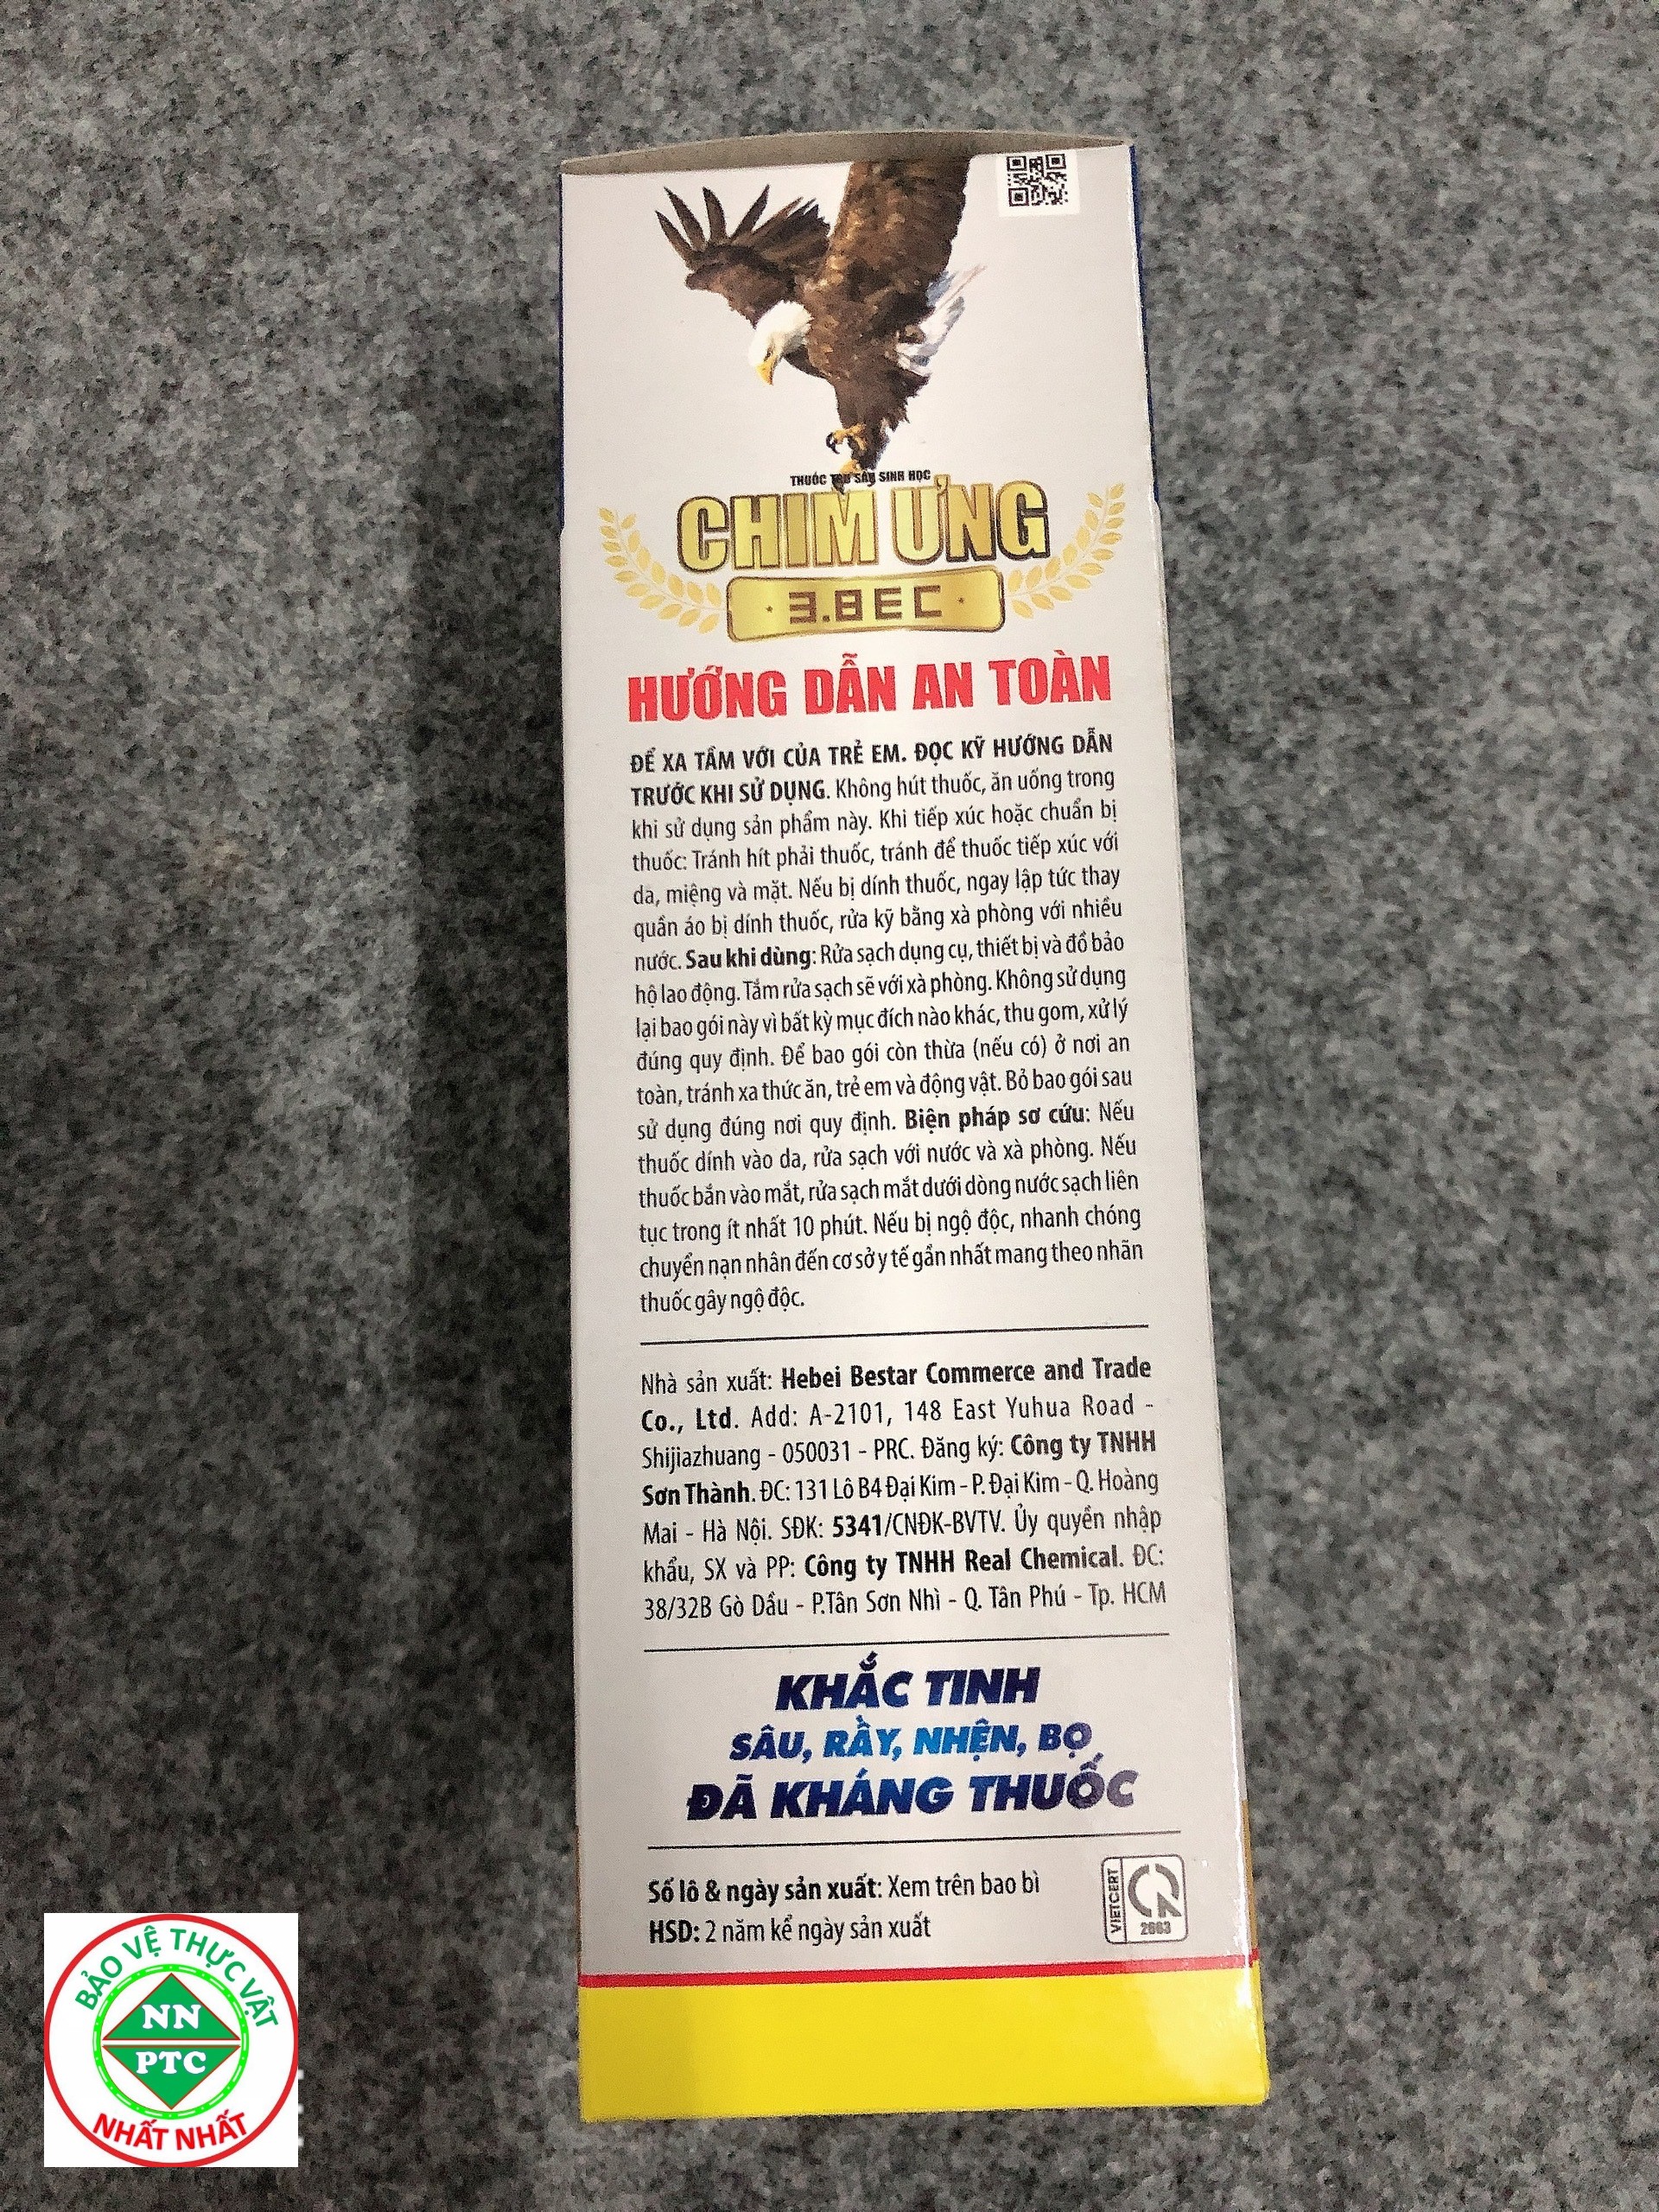 THUỐC TRỪ SÂU SINH HỌC
CHIM ƯNG
3.8EC
HƯỚNG DẪN AN TOÀN
ĐỂ XA TẦM VỚI CỦA TRẺ EM. ĐỌC KỸ HƯỚNG DẪN
TRƯỚC KHI SỬ DỤNG. Không hút thuốc, ăn uống trong
khi sử dụng sản phẩm này. Khi tiếp xúc hoặc chuẩn bị
thuốc: Tránh hít phải thuốc, tránh để thuốc tiếp xúc với
da, miệng và mặt. Nếu bị dính thuốc, ngay lập tức thay
quần áo bị dính thuốc, rửa kỹ bằng xà phòng với nhiều
nước. Sau khi dùng: Rửa sạch dụng cụ, thiết bị và đồ bảo
hộ lao động. Tắm rửa sạch sẽ với xà phòng. Không sử dụng
lại bao gói này vì bất kỳ mục đích nào khác, thu gom, xử lý
đúng quy định. Để bao gói còn thừa (nếu có) ở nơi an
toàn, tránh xa thức ăn, trẻ em và động vật. Bỏ bao gói sau
sử dụng đúng nơi quy định. Biện pháp sơ cứu: Nếu
thuốc dính vào da, rửa sạch với nước và xà phòng. Nếu
thuốc bắn vào mắt, rửa sạch mắt dưới dòng nước sạch liên
tục trong ít nhất 10 phút. Nếu bị ngộ độc, nhanh chóng
chuyển nạn nhân đến cơ sở y tế gần nhất mang theo nhãn
thuốc gây ngộ độc.
Nhà sản xuất: Hebei Bestar Commerce and Trade
Co., Ltd. Add: A-2101, 148 East Yuhua Road -
Shijiazhuang - 050031 - PRC. Đăng ký: Công ty TNHH
Sơn Thành. ĐC: 131 Lô B4 Đại Kim - P. Đại Kim - Q. Hoàng
Mai - Hà Nội. SĐK: 5341/CNĐK-BVTV. Ủy quyền nhập
khẩu, SX và PP: Công ty TNHH Real Chemical. ĐC:
38/32B Gò Dầu - P.Tân Sơn Nhì - Q. Tân Phú - Tp. HCM
KHẮC TINH
SÂU, RẦY, NHỆN, BỌ
ĐÃ KHÁNG THUỐC
Số lô & ngày sản xuất: Xem trên bao bì
HSD: 2 năm kể ngày sản xuất
VIETCERT
2663
BẢO VỆ THỰC VẬT
NN
PTC
NHẤT NHẤT